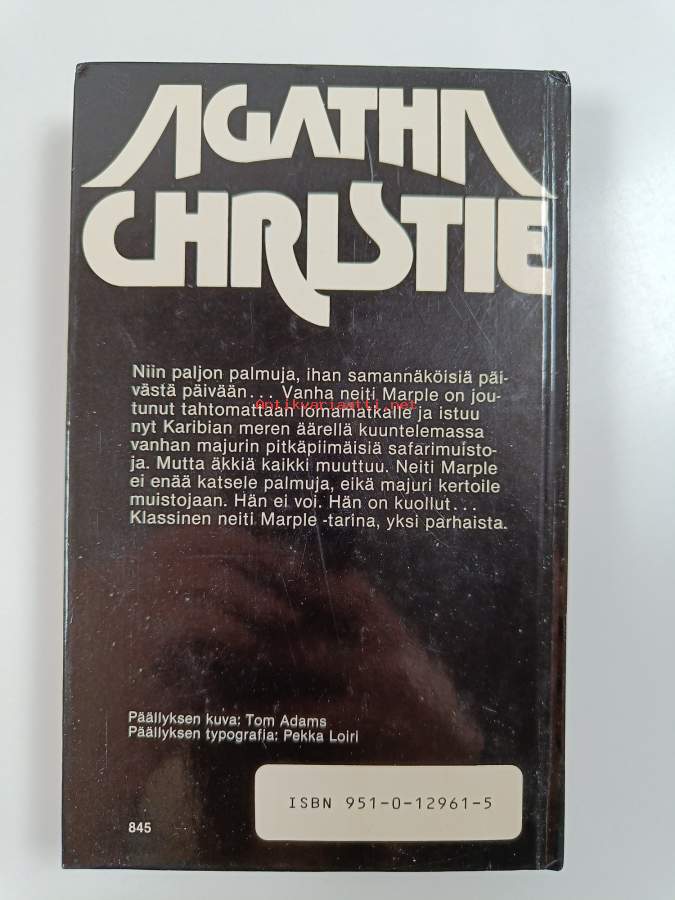 AGATHA
CHRISTIE
Niin paljon palmuja, ihan samannäköisiä päi-
västä päivään... Vanha neiti Marple on jou-
tunut tahtomattaan lomamatkalle ja istuu
Antikvariaatti.net
nyt Karibian meren äärellä kuuntelemassa
vanhan majurin pitkäpiimäisiä safarimuisto-
ja. Mutta äkkiä kaikki muuttuu. Neiti Marple
ei enää katsele palmuja, eikä majuri kertoile
muistojaan. Hän ei voi. Hän on kuollut...
Klassinen neiti Marple -tarina, yksi parhaista.
Päällyksen kuva: Tom Adams
Päällyksen typografia: Pekka Loiri
ISBN 951-0-12961-5
845